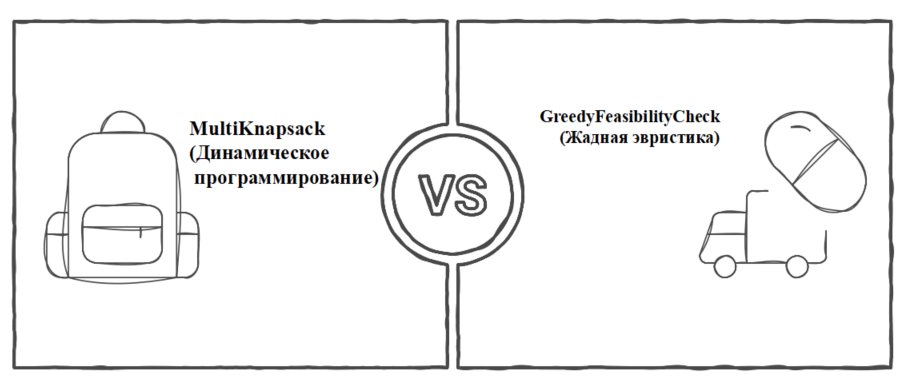 MultiKnapsack
(Динамическое
программирование)
VS
GreedyFeasibilityCheck
(Жадная эвристика)